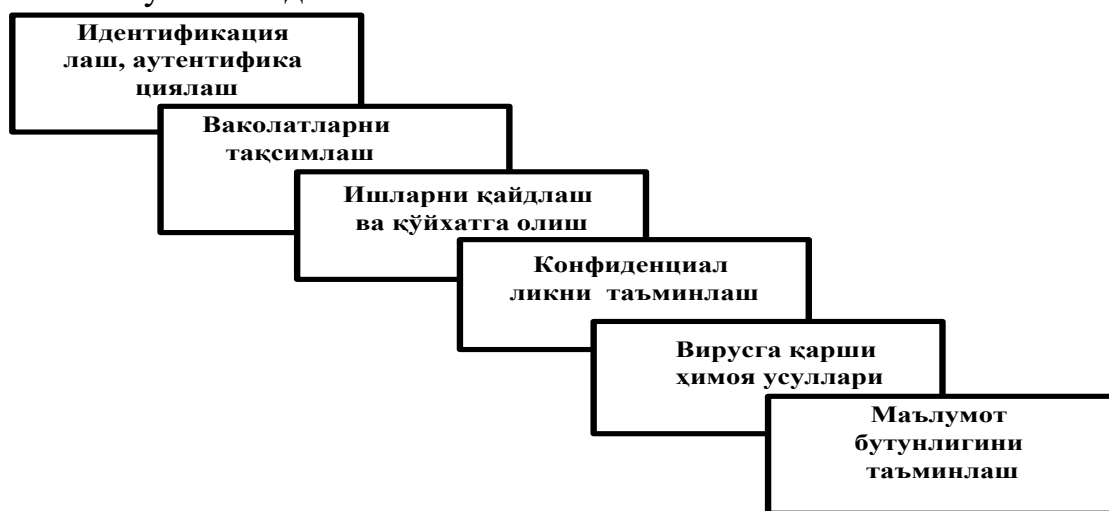 Идентификация
лаш, аутентифика
циялаш
Ваколатларни
тақсимлаш
Ишларни қайдлаш
ва қўйхатга олиш
Конфиденциал
ликни таъминлаш
Вирусга қарши
ҳимоя усуллари
Маълумот
бутунлигини
таъминлаш